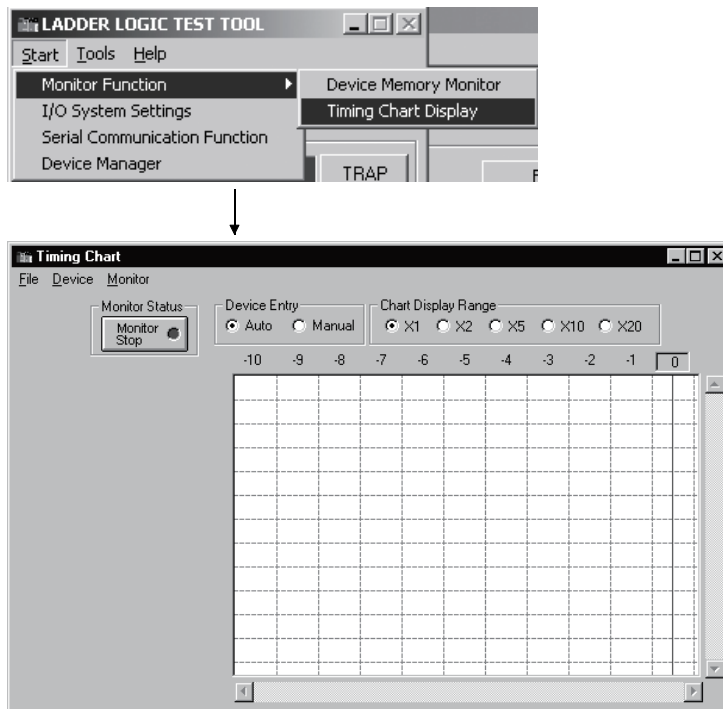 LADDER LOGIC TEST TOOL
Start Tools Help
Monitor Function
Device Memory Monitor
I/O System Settings
Timing Chart Display
Serial Communication Function
Device Manager
TRAP
Timing Chart
File Device Monitor
Monitor Status
Device Entry
Chart Display Range
Monitor Stop
Auto Manual
X1 X2 X5 X10 X20
-10 -9 -8 -7 -6 -5 -4 -3 -2 -1 0